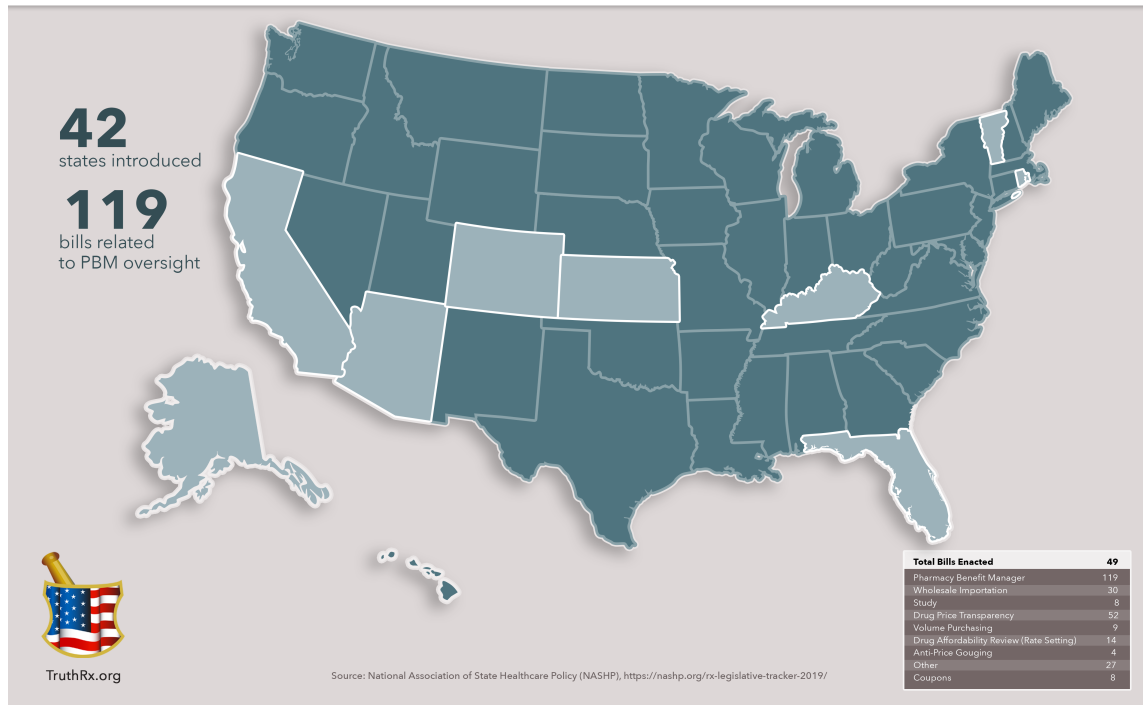 42
states introduced
119
bills related
to PBM oversight
TruthRx.org
Source: National Association of State Healthcare Policy (NASHP), https://nashp.org/rx-legislative-tracker-2019/
Total Bills Enacted 49
Pharmacy Benefit Manager 119
Wholesale Importation 30
Study 8
Drug Price Transparency 52
Volume Purchasing 9
Drug Affordability Review (Rate Setting) 14
Anti-Price Gouging 4
Other 27
Coupons 8